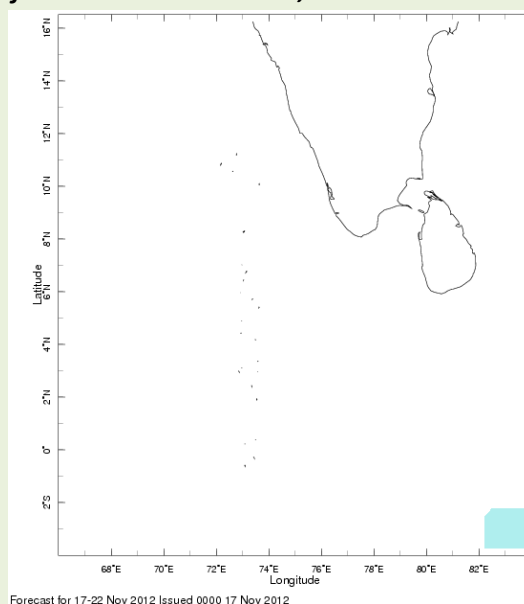 16°N
14°N
12°N
10°N
8°N
6°N
4°N
2°N
0°
2°S
Latitude
68°E 70°E 72°E 74°E 76°E 78°E 80°E 82°E
Longitude
Forecast for 17-22 Nov 2012 Issued 0000 17 Nov 2012